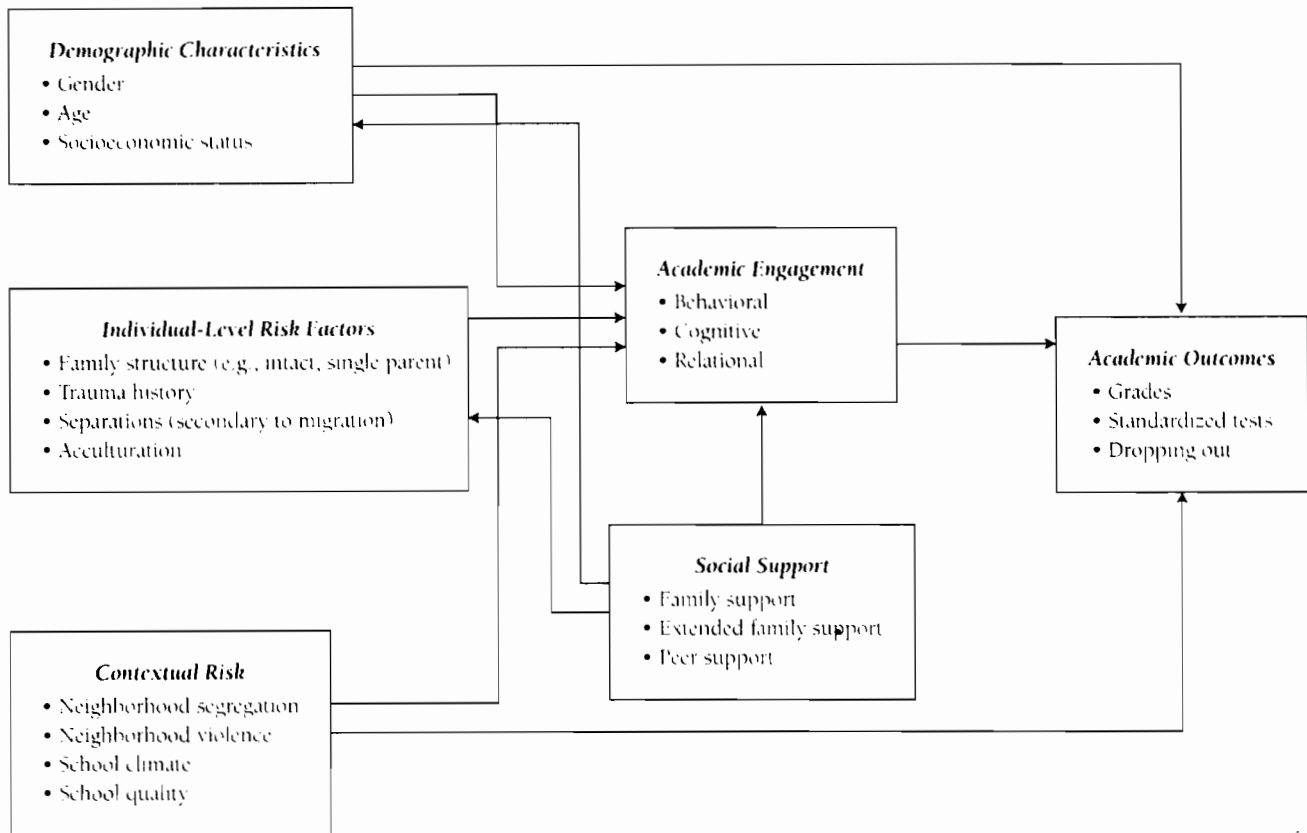 Demographic Characteristics
• Gender
• Age
• Socioeconomic status
Academic Engagement
• Behavioral
• Cognitive
• Relational
Individual-Level Risk Factors
• Family structure (e.g., intact, single parent)
• Trauma history
• Separations (secondary to migration)
• Acculturation
Academic Outcomes
• Grades
• Standardized tests
• Dropping out
Social Support
• Family support
• Extended family support
• Peer support
Contextual Risk
• Neighborhood segregation
• Neighborhood violence
• School climate
• School quality